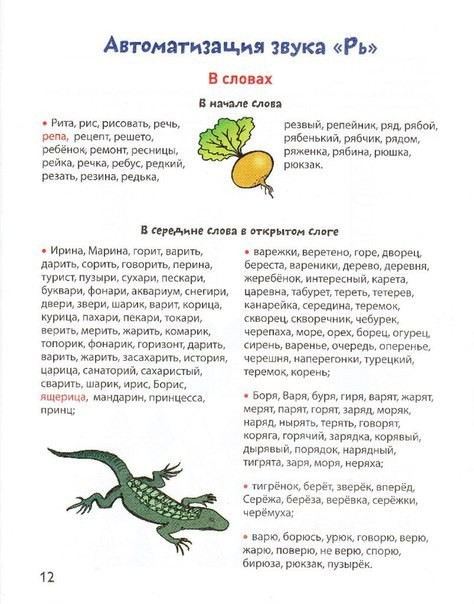 Автоматизация звука «Рь»
В словах
В начале слова
• Рита, рис, рисовать, речь,
репа, рецепт, решето,
ребёнок, ремонт, ресницы,
рейка, речка, ребус, редкий,
резать, резина, редька,
резвый, репейник, ряд, рябой,
рябенький, рябчик, рядом,
ряженка, рябина, рюшка,
рюкзак.
В середине слова в открытом слоге
• Ирина, Марина, горит, варить,
дарить, сорить, говорить, перина,
турист, пузыри, сухари, пескари,
буквари, фонари, аквариум, снегири,
двери, звери, шарик, варит, корица,
курица, пахари, пекари, токари,
верить, мерить, жарить, комарик,
топорик, фонарик, горизонт, дарить,
варить, жарить, засахарить, история,
царица, санаторий, сахаристый,
сварить, шарик, ирис, Борис,
ящерица, мандарин, принцесса,
принц;
• варежки, веретено, горе, дворец,
береста, вареники, дерево, деревня,
жеребёнок, интересный, карета,
царевна, табурет, тереть, тетерев,
канарейка, середина, теремок,
скворец, скворечник, чебурек,
черепаха, море, орех, борец, огурец,
сирень, варенье, очередь, оперенье,
черешня, наперегонки, турецкий,
теремок, корень;
• Боря, Варя, буря, гиря, варят, жарят,
мерят, парят, горят, заряд, моряк,
наряд, нырять, терять, говорят,
коряга, горячий, зарядка, корявый,
дырявый, порядок, нарядный,
тигрята, заря, моря, неряха;
• тигрёнок, берёт, зверёк, вперёд,
Серёжа, берёза, верёвка, серёжки,
черёмуха;
• варю, борюсь, урюк, говорю, верю,
жарю, поверю, не верю, спорю,
бирюза, рюкзак, пузырёк.
12